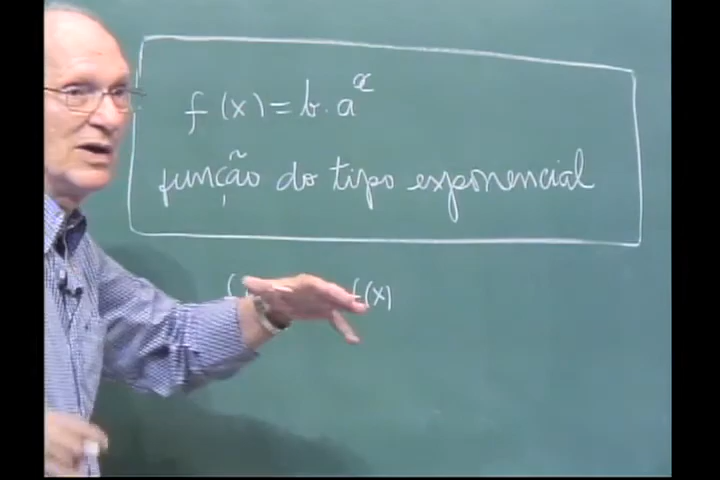 f(x) = b · a^x
função do tipo exponencial
f(x)